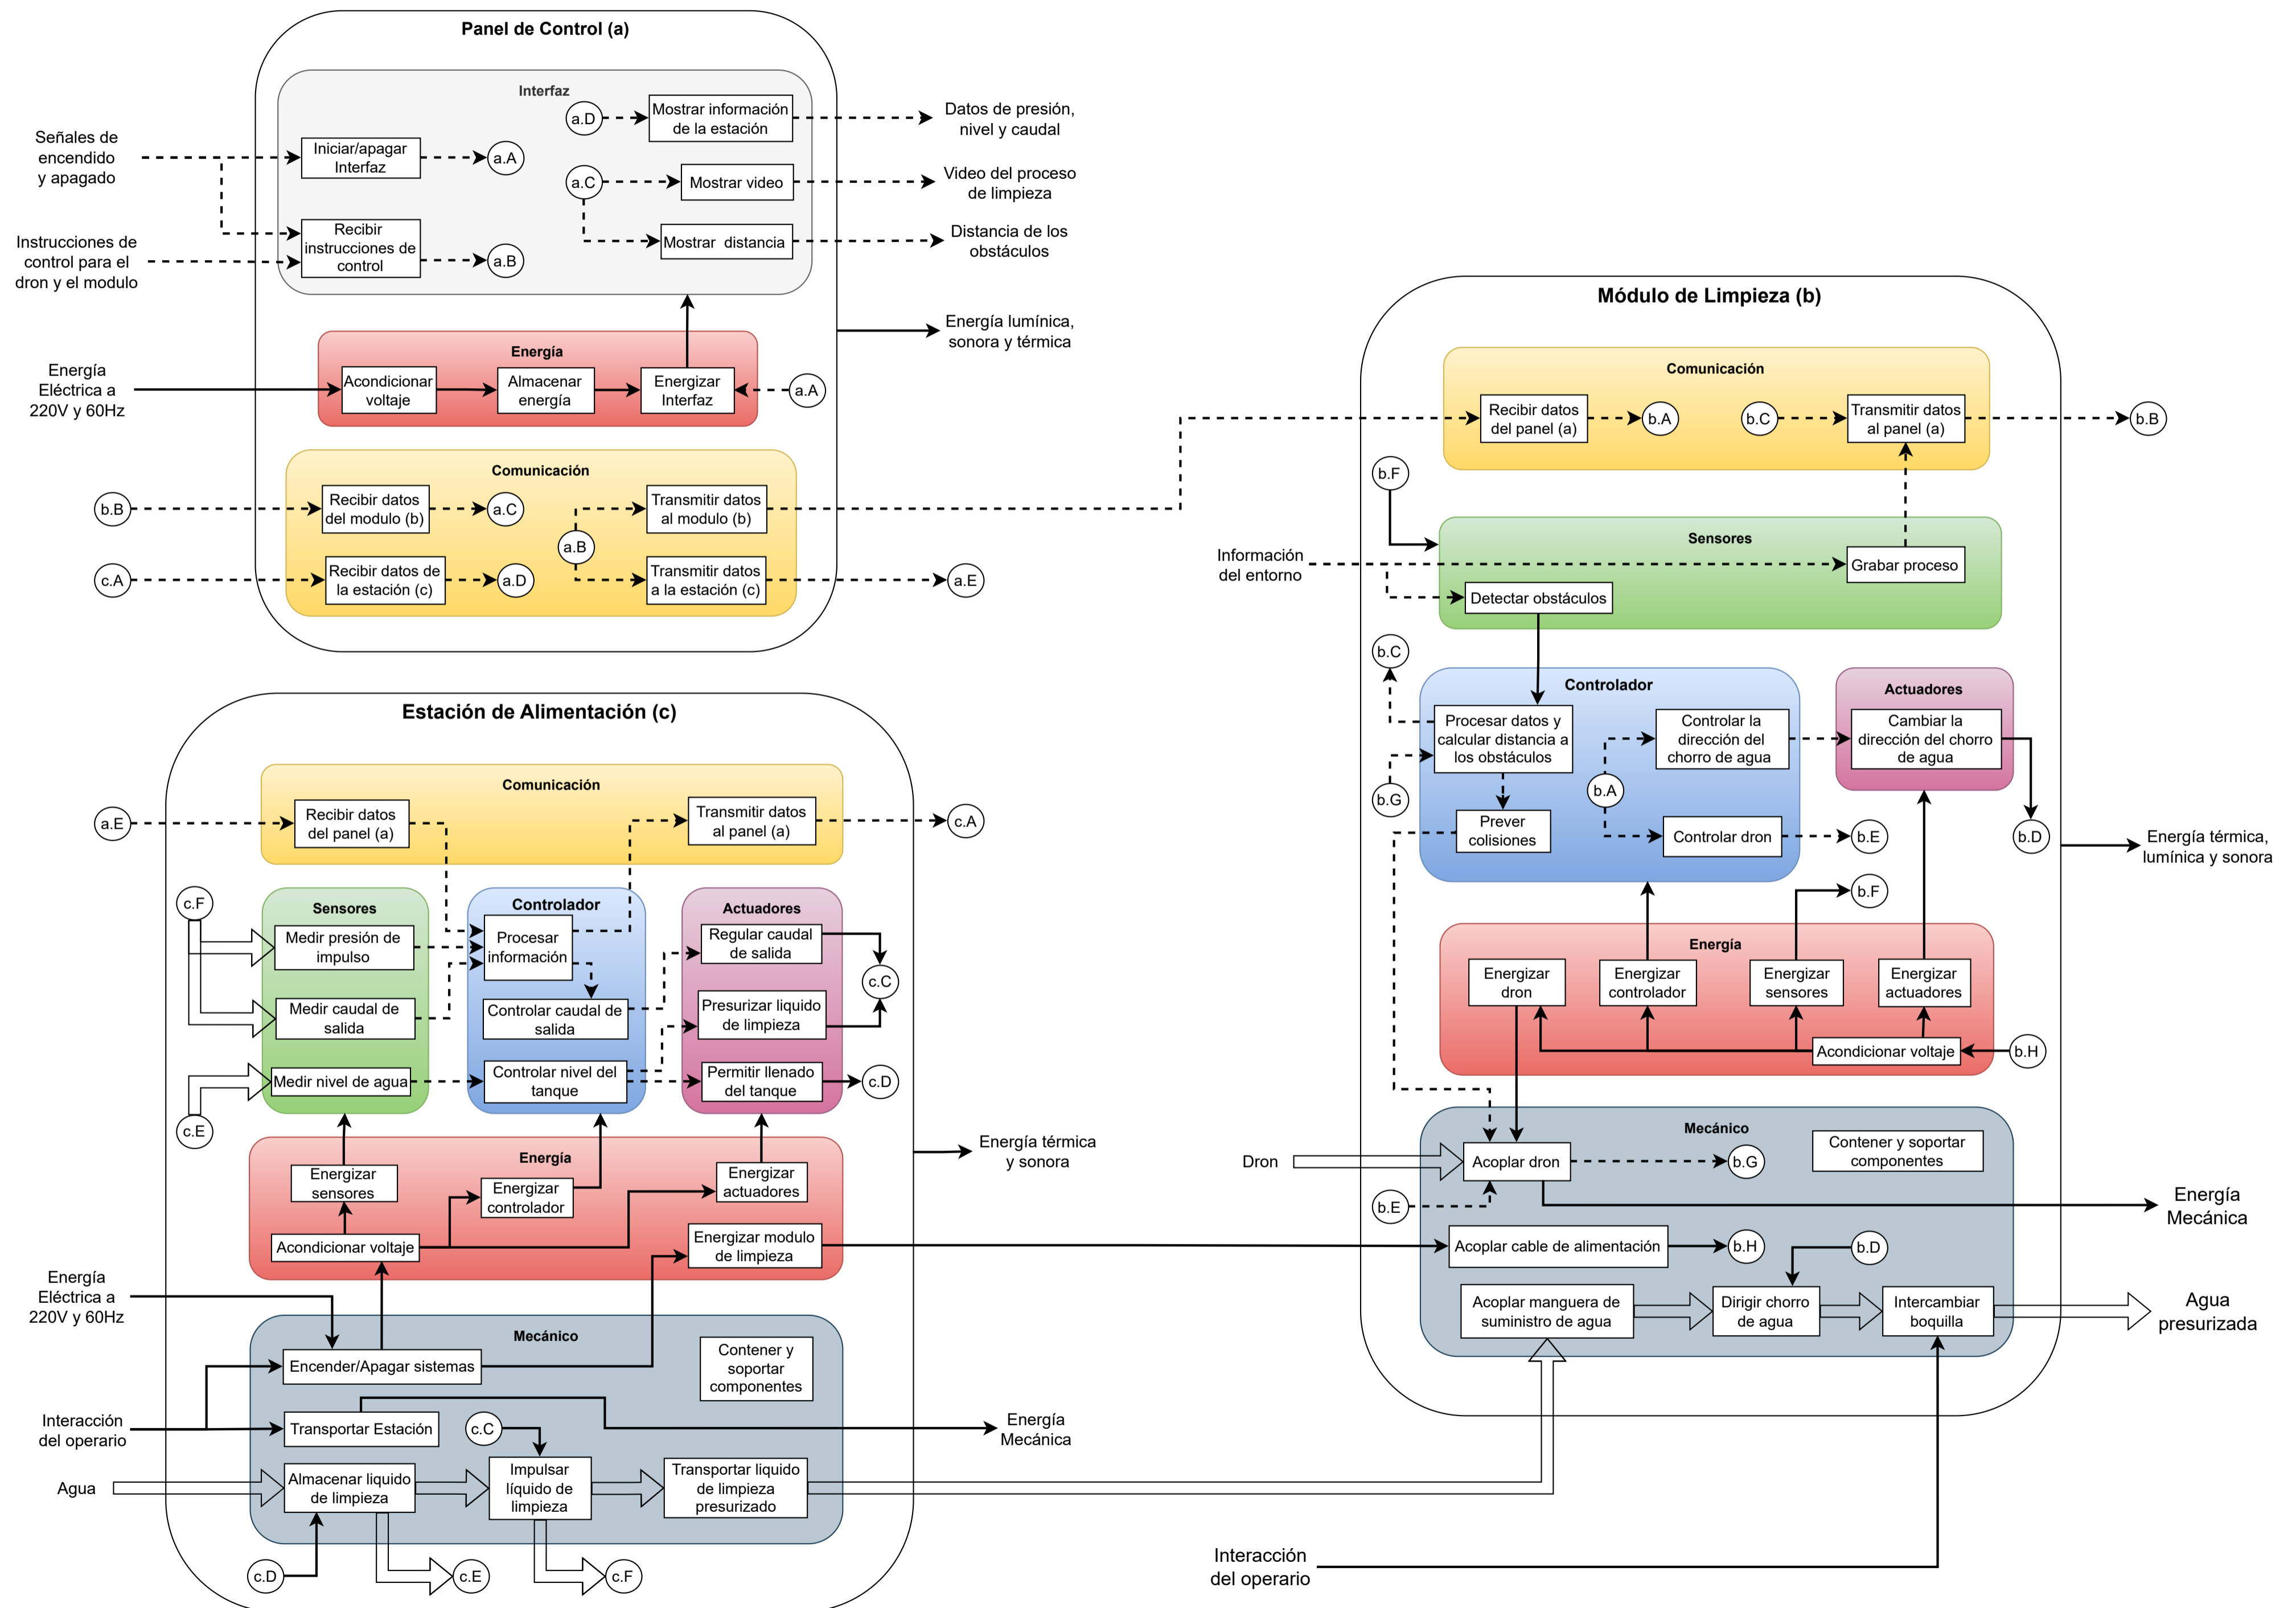 Panel de Control (a)
Interfaz
Señales de
encendido
y apagado
Iniciar/apagar
Interfaz
a.A
a.D
Mostrar información
de la estación
Datos de presión,
nivel y caudal
a.C
Mostrar video
Video del proceso
de limpieza
Mostrar distancia
Distancia de los
obstáculos
Instrucciones de
control para el
dron y el modulo
Recibir
instrucciones de
control
a.B
Energía lumínica,
sonora y térmica
Energía
Energía
Eléctrica a
220V y 60Hz
Acondicionar
voltaje
Almacenar
energía
Energizar
Interfaz
a.A
Comunicación
b.B
Recibir datos
del modulo (b)
a.C
a.B
Transmitir datos
al modulo (b)
c.A
Recibir datos de
la estación (c)
a.D
Transmitir datos
a la estación (c)
a.E
Módulo de Limpieza (b)
Comunicación
Recibir datos
del panel (a)
b.A
b.C
Transmitir datos
al panel (a)
b.B
b.F
Sensores
Información
del entorno
Grabar proceso
Detectar obstáculos
b.C
Controlador
Procesar datos y
calcular distancia a
los obstáculos
b.G
Prever
colisiones
b.A
Controlar la
dirección del
chorro de agua
Controlar dron
b.E
Actuadores
Cambiar la
dirección del chorro
de agua
b.D
b.F
Energía térmica,
lumínica y sonora
Energía
Energizar
dron
Energizar
controlador
Energizar
sensores
Energizar
actuadores
Acondicionar voltaje
b.H
Mecánico
Dron
Acoplar dron
b.G
Contener y soportar
componentes
b.E
Energía
Mecánica
Acoplar cable de alimentación
b.H
b.D
Acoplar manguera de
suministro de agua
Dirigir chorro
de agua
Intercambiar
boquilla
Agua
presurizada
Interacción
del operario
Estación de Alimentación (c)
Comunicación
a.E
Recibir datos
del panel (a)
Transmitir datos
al panel (a)
c.A
c.F
Sensores
Medir presión de
impulso
Medir caudal de
salida
Medir nivel de agua
c.E
Controlador
Procesar
información
Controlar caudal de
salida
Controlar nivel del
tanque
Actuadores
Regular caudal
de salida
Presurizar liquido
de limpieza
Permitir llenado
del tanque
c.C
c.D
Energía térmica
y sonora
Energía
Energizar
sensores
Energizar
controlador
Energizar
actuadores
Acondicionar voltaje
Energizar modulo
de limpieza
Energía
Eléctrica a
220V y 60Hz
Mecánico
Encender/Apagar sistemas
Contener y
soportar
componentes
Interacción
del operario
Transportar Estación
c.C
Energía
Mecánica
Agua
Almacenar liquido
de limpieza
Impulsar
líquido de
limpieza
Transportar liquido
de limpieza
presurizado
c.D
c.E
c.F